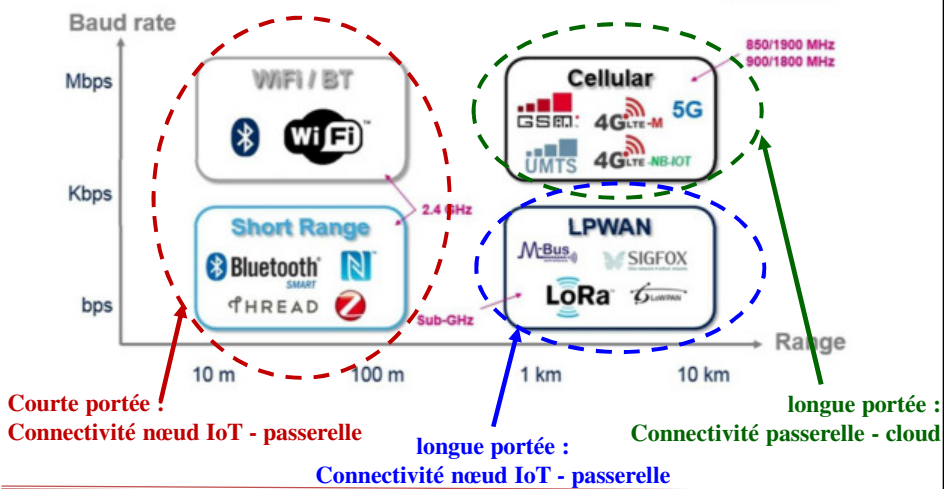 Baud rate
850/1900 MHz
900/1800 MHz
Mbps
WiFi / BT
Cellular
WiFi™
GSM
4G LTE-M
5G
UMTS
4G LTE-NB-IOT
Kbps
2.4 GHz
Short Range
LPWAN
Bluetooth®
SMART
N™
M-Bus
SIGFOX
THREAD
LoRa™
6LoWPAN
bps
Sub-GHz
Range
10 m
100 m
1 km
10 km
Courte portée :
Connectivité nœud IoT - passerelle
longue portée :
Connectivité nœud IoT - passerelle
longue portée :
Connectivité passerelle - cloud